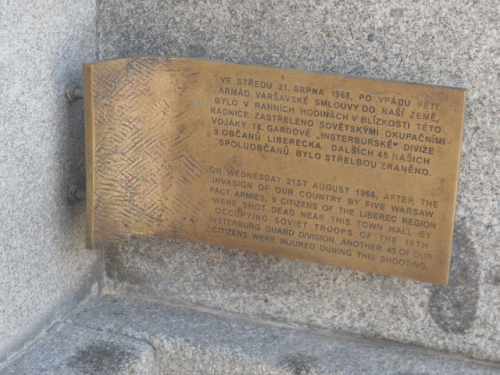 VE STŘEDU 21. SRPNA 1968, PO VPÁDU PĚTI
ARMÁD VARŠAVSKÉ SMLOUVY DO NAŠÍ ZEMĚ,
BYLO V RANNÍCH HODINÁCH V BLÍZKOSTI TÉTO
RADNICE ZASTŘELENO SOVĚTSKÝMI OKUPAČNÍMI
VOJÁKY 18. GARDOVÉ „INSTERBURSKÉ" DIVIZE
9 OBČANŮ LIBERECKA. DALŠÍCH 45 NAŠICH
SPOLUOBČANŮ BYLO STŘELBOU ZRANĚNO.
ON WEDNESDAY 21ST AUGUST 1968, AFTER THE
INVASION OF OUR COUNTRY BY FIVE WARSAW
PACT ARMIES, 9 CITIZENS OF THE LIBEREC REGION
WERE SHOT DEAD NEAR THIS TOWN HALL BY
OCCUPYING SOVIET TROOPS OF THE 18TH
INSTERBURG GUARD DIVISION. ANOTHER 45 OF OUR
CITIZENS WERE INJURED DURING THIS SHOOTING.